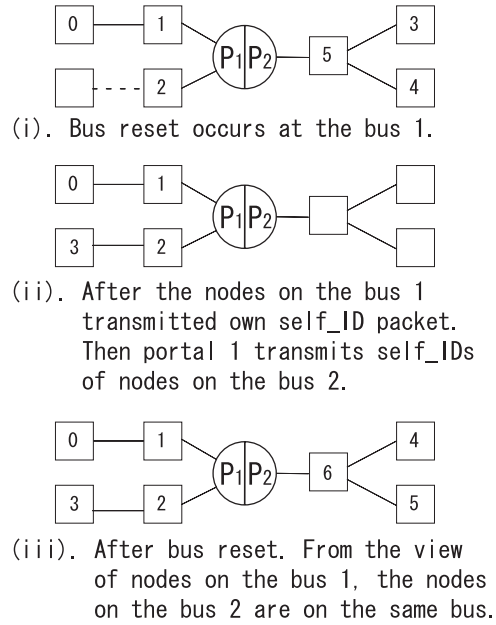 0 1 P1 P2 5 3
2 4
(i). Bus reset occurs at the bus 1.
0 1 P1 P2
3 2
(ii). After the nodes on the bus 1
transmitted own self_ID packet.
Then portal 1 transmits self_IDs
of nodes on the bus 2.
0 1 P1 P2 6 4
3 2 5
(iii). After bus reset. From the view
of nodes on the bus 1, the nodes
on the bus 2 are on the same bus.